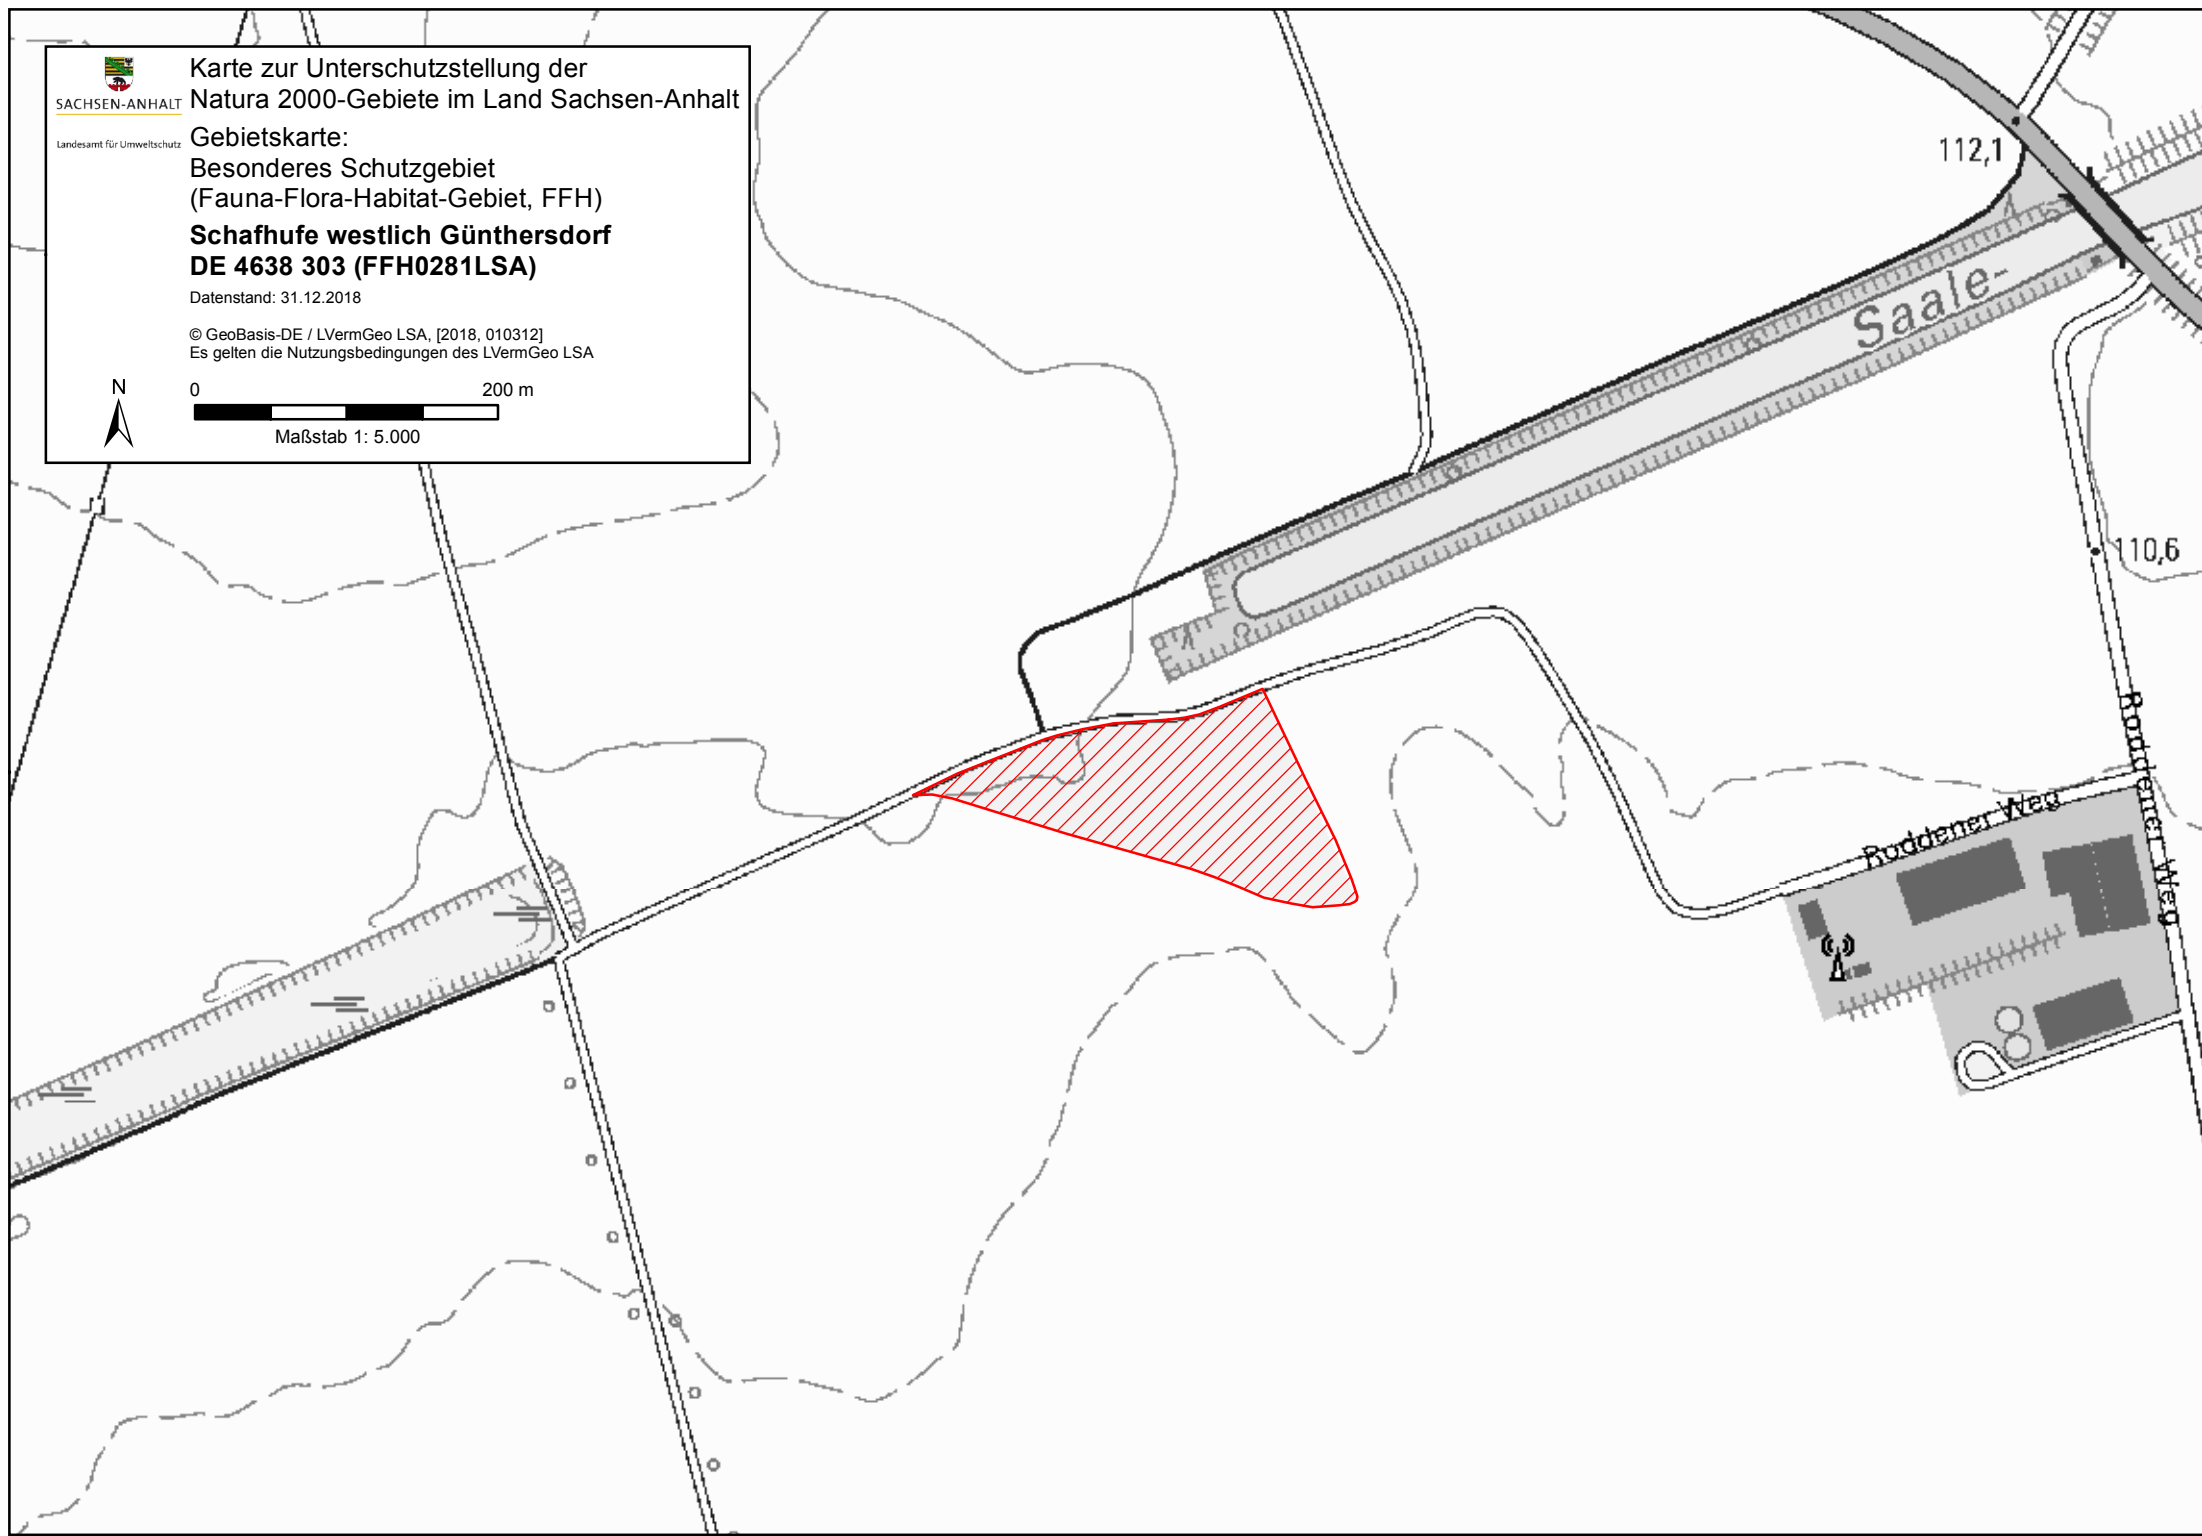 SACHSEN-ANHALT
Landesamt für Umweltschutz
Karte zur Unterschutzstellung der
Natura 2000-Gebiete im Land Sachsen-Anhalt
Gebietskarte:
Besonderes Schutzgebiet
(Fauna-Flora-Habitat-Gebiet, FFH)
Schafhufe westlich Günthersdorf
DE 4638 303 (FFH0281LSA)
Datenstand: 31.12.2018
© GeoBasis-DE / LVermGeo LSA, [2018, 010312]
Es gelten die Nutzungsbedingungen des LVermGeo LSA
N
0 200 m
Maßstab 1: 5.000
112,1
Saale-
110,6
Roddener Weg
Roddener Weg